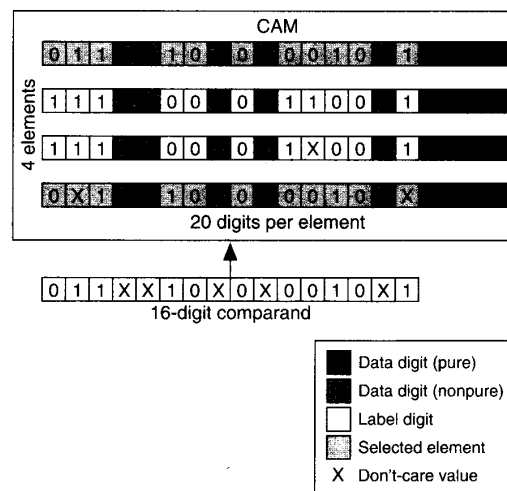 CAM
4 elements
0 1 1 1 0 0 0 0 1 0 1
1 1 1 0 0 0 1 1 0 0 1
1 1 1 0 0 0 1 X 0 0 1
0 X 1 1 0 0 0 0 1 0 X
20 digits per element
0 1 1 X X 1 0 X 0 X 0 0 1 0 X 1
16-digit comparand
Data digit (pure)
Data digit (nonpure)
Label digit
Selected element
X Don't-care value